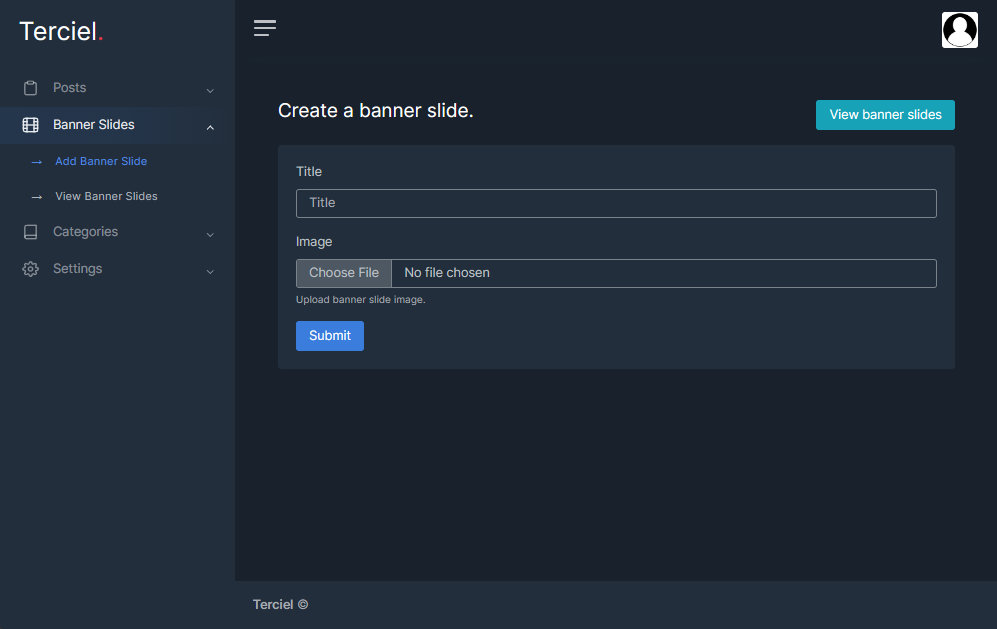 Terciel.
Posts
Banner Slides
→ Add Banner Slide
→ View Banner Slides
Categories
Settings
Create a banner slide.
View banner slides
Title
Title
Image
Choose File No file chosen
Upload banner slide image.
Submit
Terciel ©